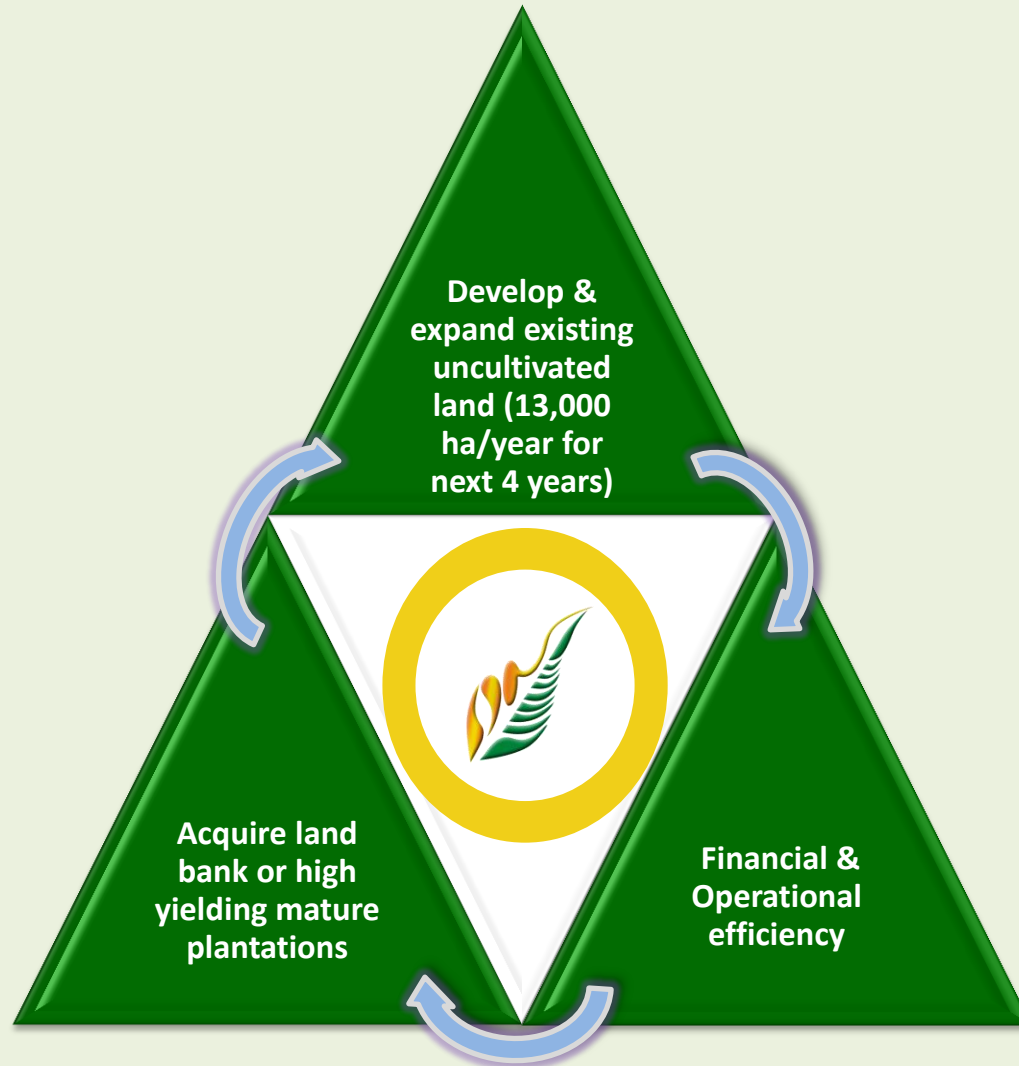 Develop &
expand existing
uncultivated
land (13,000
ha/year for
next 4 years)
Acquire land
bank or high
yielding mature
plantations
Financial &
Operational
efficiency